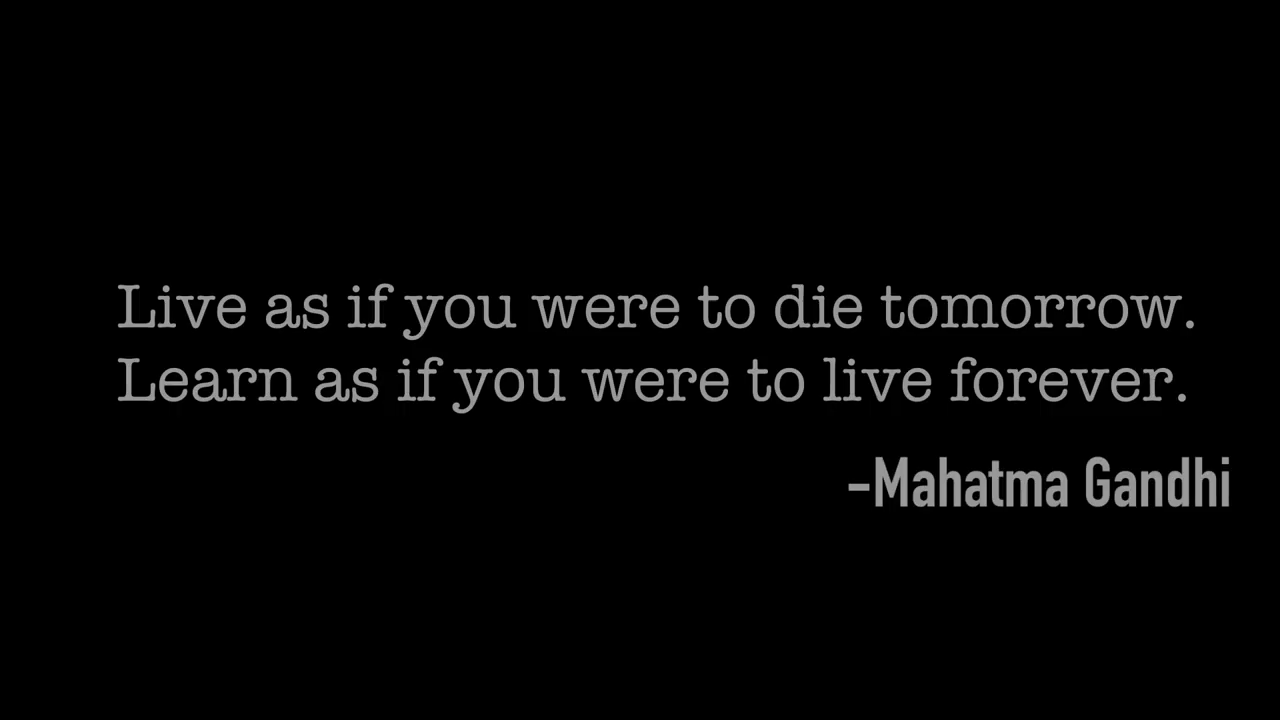 Live as if you were to die tomorrow.
Learn as if you were to live forever.
-Mahatma Gandhi